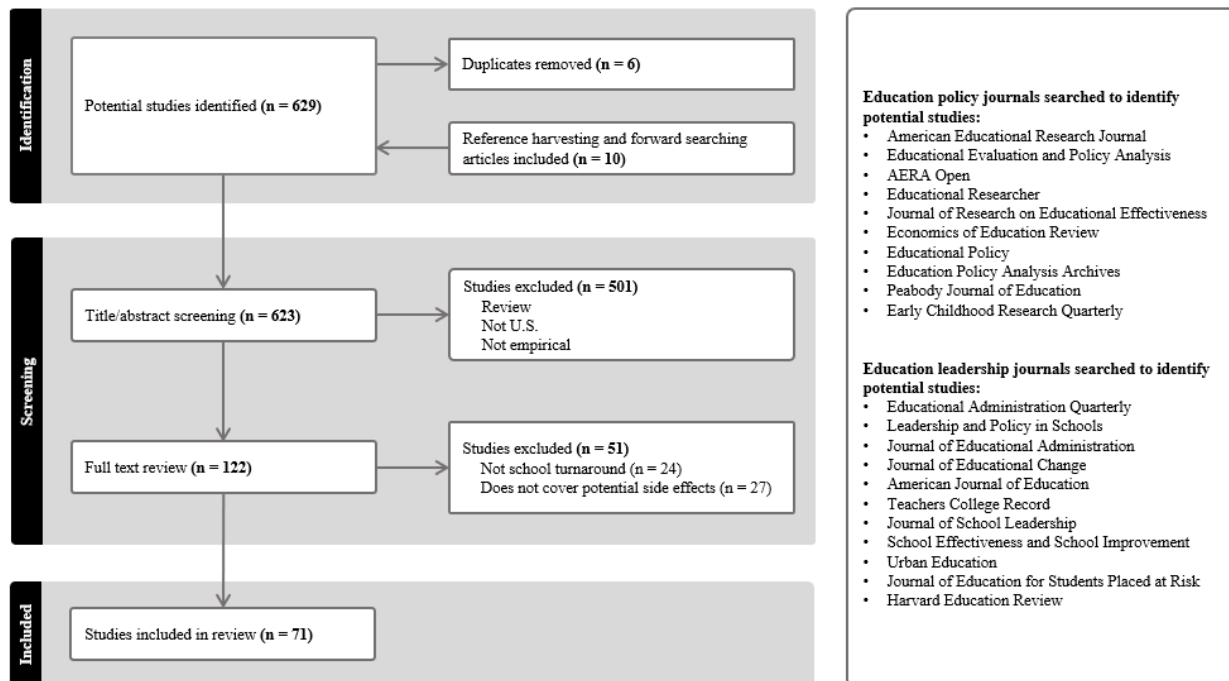 Identification
Potential studies identified (n = 629)
Duplicates removed (n = 6)
Reference harvesting and forward searching
articles included (n = 10)
Screening
Title/abstract screening (n = 623)
Studies excluded (n = 501)
Review
Not U.S.
Not empirical
Full text review (n = 122)
Studies excluded (n = 51)
Not school turnaround (n = 24)
Does not cover potential side effects (n = 27)
Included
Studies included in review (n = 71)
Education policy journals searched to identify
potential studies:
• American Educational Research Journal
• Educational Evaluation and Policy Analysis
• AERA Open
• Educational Researcher
• Journal of Research on Educational Effectiveness
• Economics of Education Review
• Educational Policy
• Education Policy Analysis Archives
• Peabody Journal of Education
• Early Childhood Research Quarterly
Education leadership journals searched to identify
potential studies:
• Educational Administration Quarterly
• Leadership and Policy in Schools
• Journal of Educational Administration
• Journal of Educational Change
• American Journal of Education
• Teachers College Record
• Journal of School Leadership
• School Effectiveness and School Improvement
• Urban Education
• Journal of Education for Students Placed at Risk
• Harvard Education Review